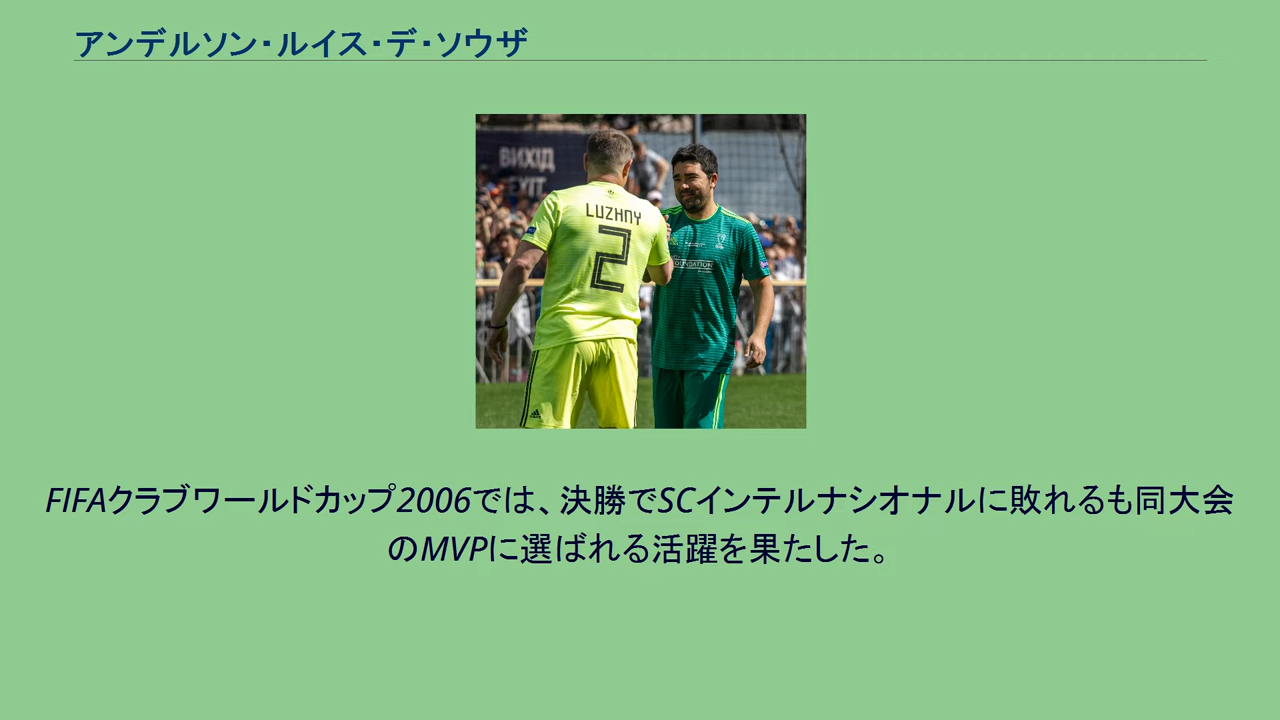 アンデルソン・ルイス・デ・ソウザ
ВИХІД
EXIT
LUZHNY
2
FOUNDATION
FIFAクラブワールドカップ2006では、決勝でSCインテルナシオナルに敗れるも同大会
のMVPに選ばれる活躍を果たした。